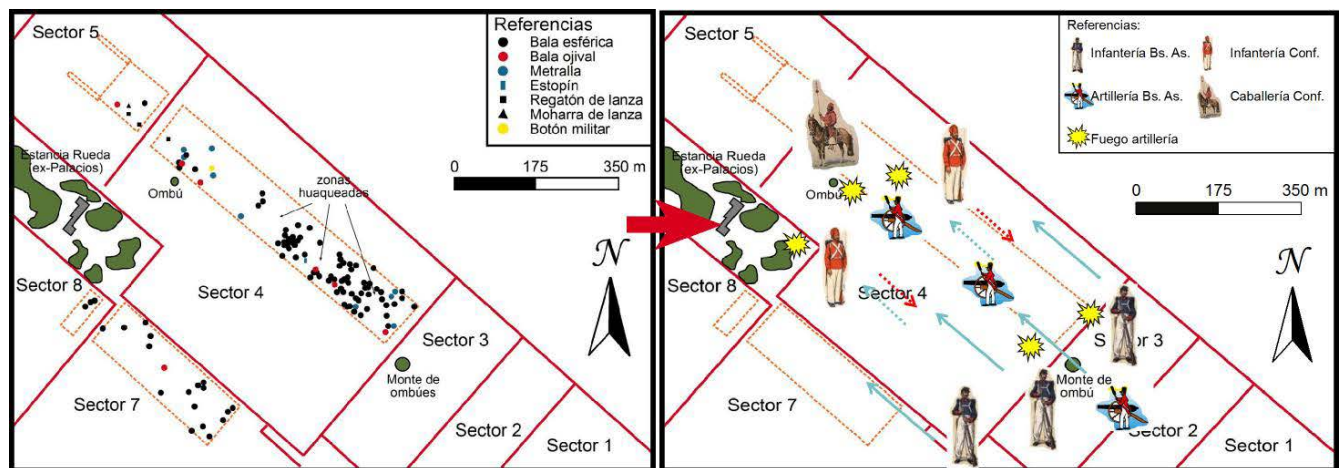 Sector 5
Referencias
Bala esférica
Bala ojival
Metralla
Estopín
Regatón de lanza
Moharra de lanza
Botón militar
0 175 350 m
Estancia Rueda
(ex-Palacios)
Ombú
zonas
huaqueadas
N
Sector 8
Sector 4
Sector 3
Monte de
ombúes
Sector 7
Sector 2
Sector 1
Sector 5
Referencias:
Infantería Bs. As.
Infantería Conf.
Artillería Bs. As.
Caballería Conf.
Fuego artillería
0 175 350 m
Estancia Rueda
(ex-Palacios)
Ombú
N
Sector 8
Sector 4
Monte de
ombú
Sector 7
Sector 2
Sector 1